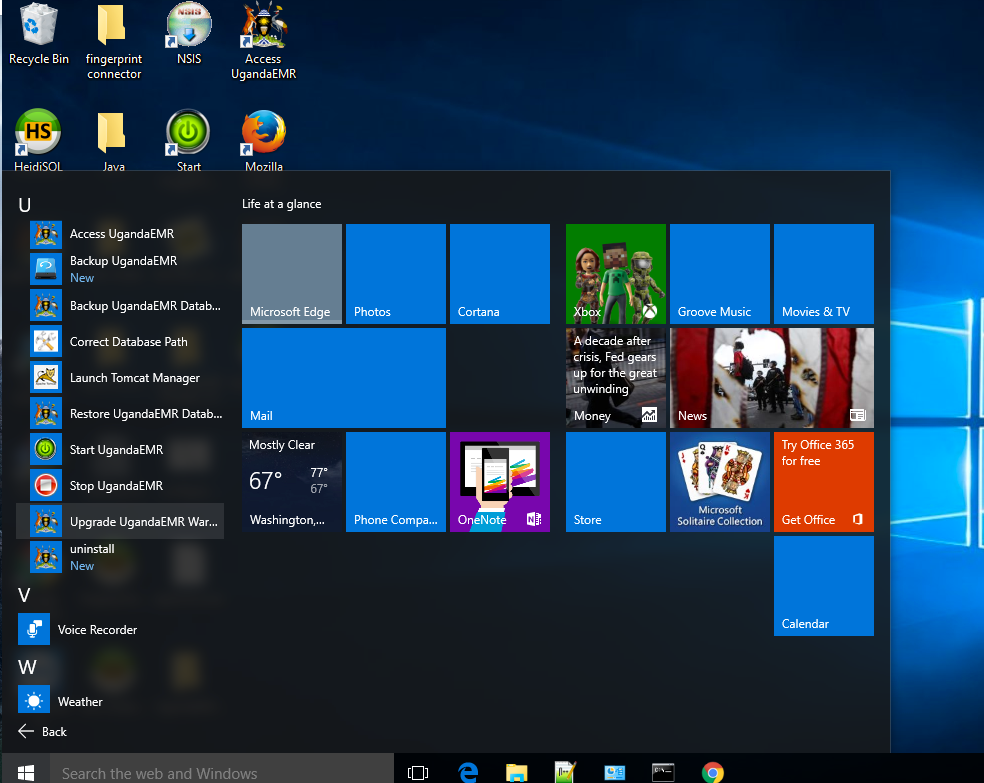 NSIS
Recycle Bin
fingerprint
connector
NSIS
Access
UgandaEMR
HS
HeidiSQL
Java
Start
Mozilla
U
Access UgandaEMR
Backup UgandaEMR
New
Backup UgandaEMR Datab...
Correct Database Path
Launch Tomcat Manager
Restore UgandaEMR Datab...
Start UgandaEMR
Stop UgandaEMR
Upgrade UgandaEMR War...
uninstall
New
V
Voice Recorder
W
Weather
Back
Life at a glance
Microsoft Edge
Photos
Cortana
Xbox
Groove Music
Movies & TV
Mail
A decade after
crisis, Fed gears
up for the great
unwinding
Money
News
Mostly Clear
67°
77°
67°
Washington,...
Phone Compa...
OneNote
Store
Microsoft
Solitaire Collection
Try Office 365
for free
Get Office
Calendar
Search the web and Windows